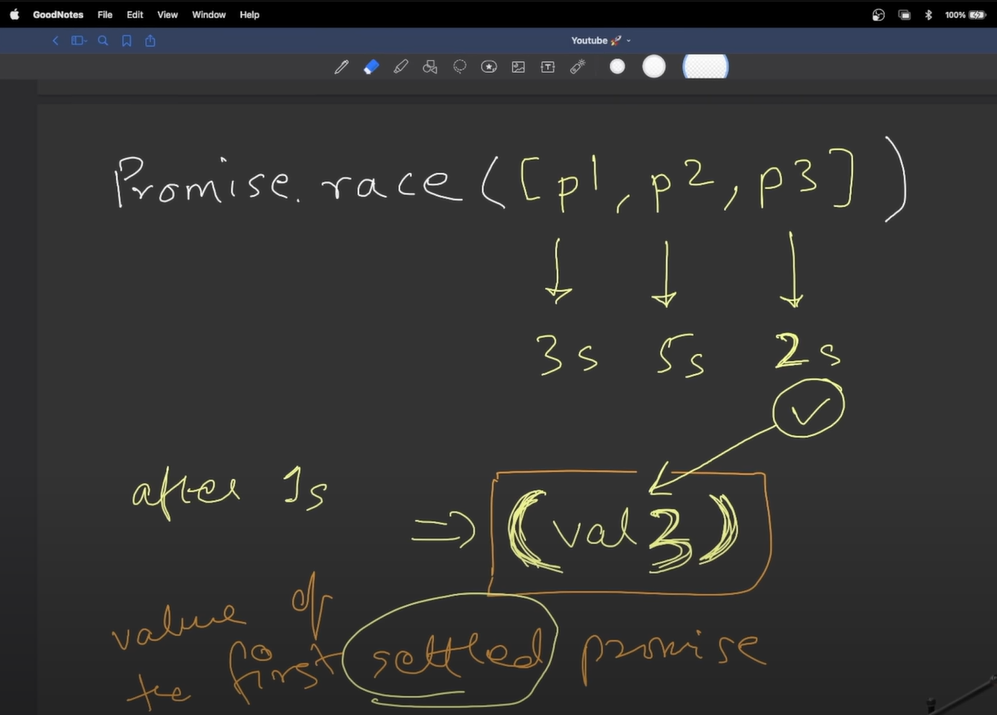 GoodNotes File Edit View Window Help 100%
Youtube 🚀
Promise.race([p1, p2, p3])
3s 5s 2s
after 1s
=> (val3)
value of
the first settled promise